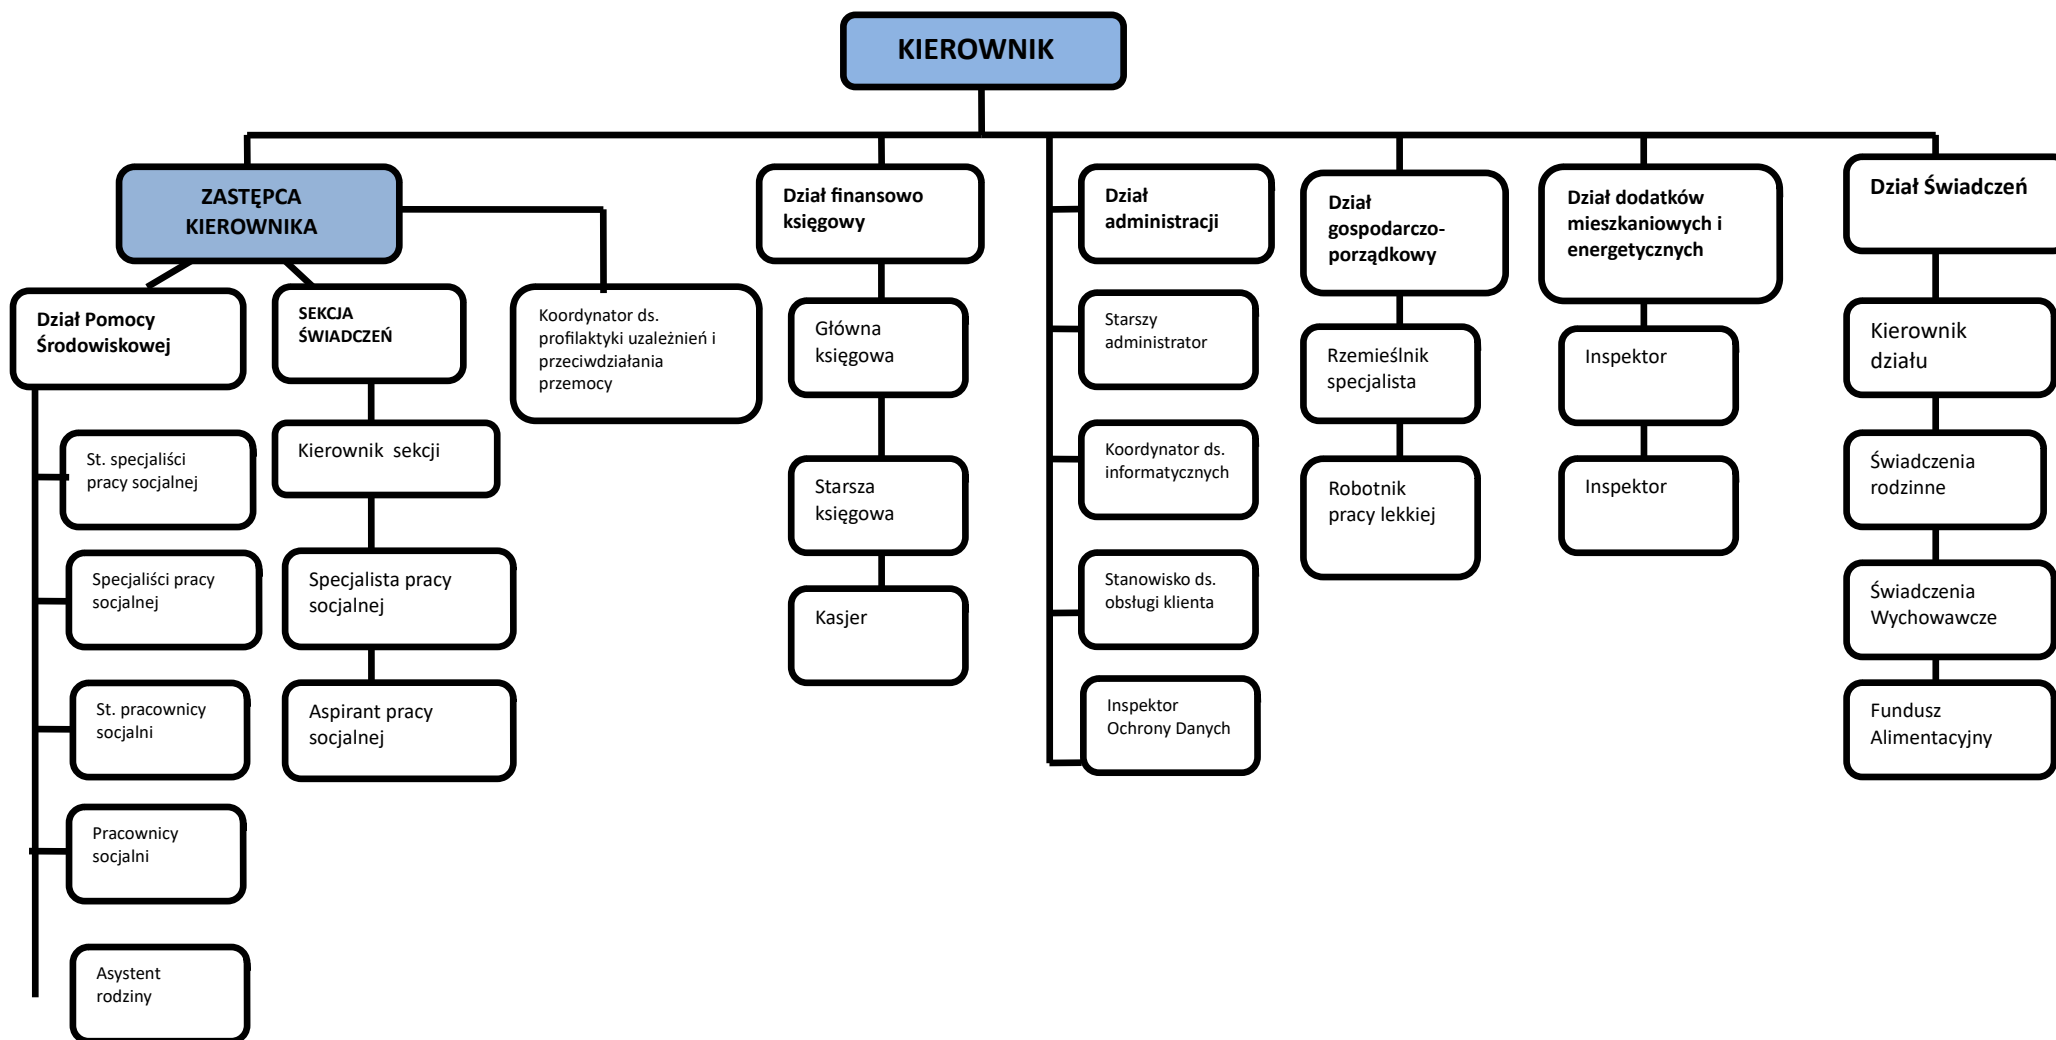 KIEROWNIK
ZASTĘPCA
KIEROWNIKA
Dział finansowo
księgowy
Dział
administracji
Dział
gospodarczo-
porządkowy
Dział dodatków
mieszkaniowych i
energetycznych
Dział Świadczeń
Dział Pomocy
Środowiskowej
SEKCJA
ŚWIADCZEŃ
Koordynator ds.
profilaktyki uzależnień i
przeciwdziałania
przemocy
Główna
księgowa
Starszy
administrator
Rzemieślnik
specjalista
Inspektor
Kierownik
działu
St. specjaliści
pracy socjalnej
Kierownik  sekcji
Starsza
księgowa
Koordynator ds.
informatycznych
Robotnik
pracy lekkiej
Inspektor
Świadczenia
rodzinne
Specjaliści pracy
socjalnej
Specjalista pracy
socjalnej
Kasjer
Stanowisko ds.
obsługi klienta
Świadczenia
Wychowawcze
St. pracownicy
socjalni
Aspirant pracy
socjalnej
Inspektor
Ochrony Danych
Fundusz
Alimentacyjny
Pracownicy
socjalni
Asystent
rodziny